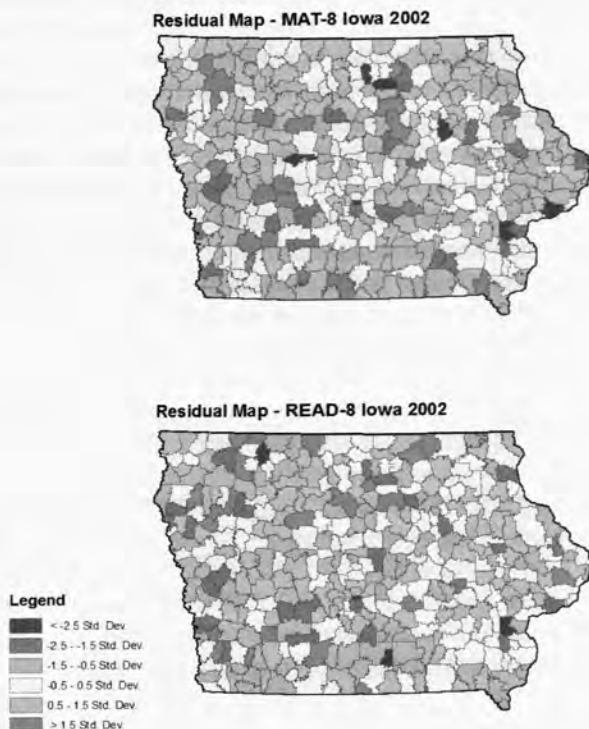 Residual Map - MAT-8 Iowa 2002
Residual Map - READ-8 Iowa 2002
Legend
< -2.5 Std. Dev.
-2.5 - -1.5 Std. Dev.
-1.5 - -0.5 Std. Dev.
-0.5 - 0.5 Std. Dev.
0.5 - 1.5 Std. Dev.
> 1.5 Std. Dev.